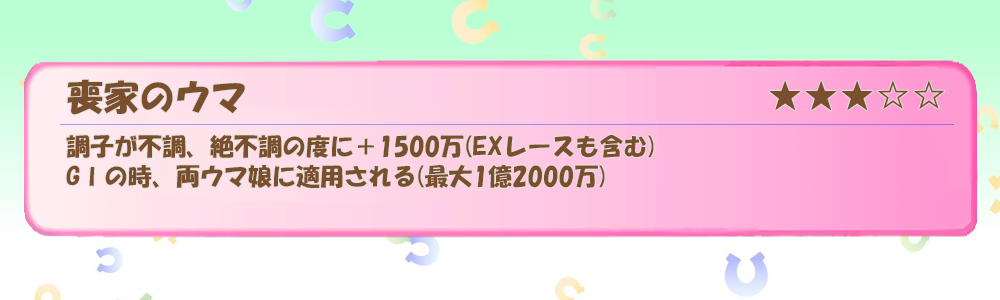 喪家のウマ ★★★☆☆
調子が不調、絶不調の度に＋1500万(EXレースも含む)
GⅠの時、両ウマ娘に適用される(最大1億2000万)